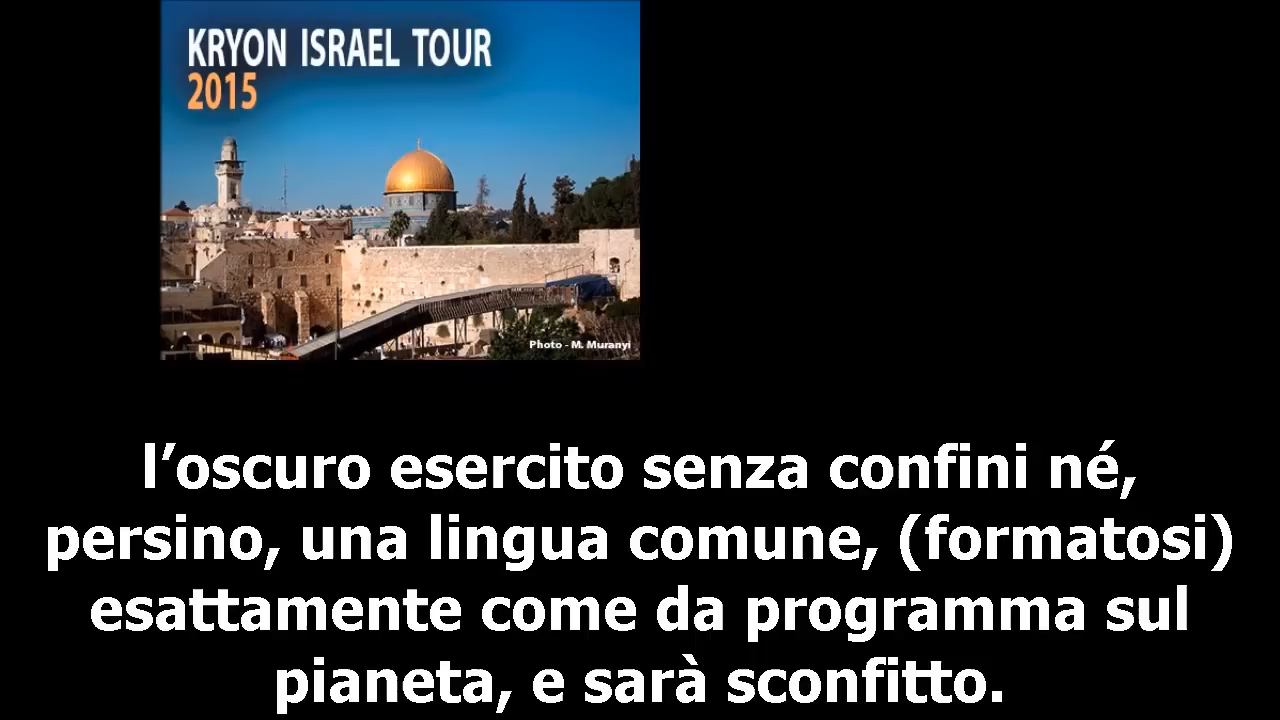 KRYON ISRAEL TOUR
2015
Photo - M. Muranyi
l’oscuro esercito senza confini né,
persino, una lingua comune, (formatosi)
esattamente come da programma sul
pianeta, e sarà sconfitto.